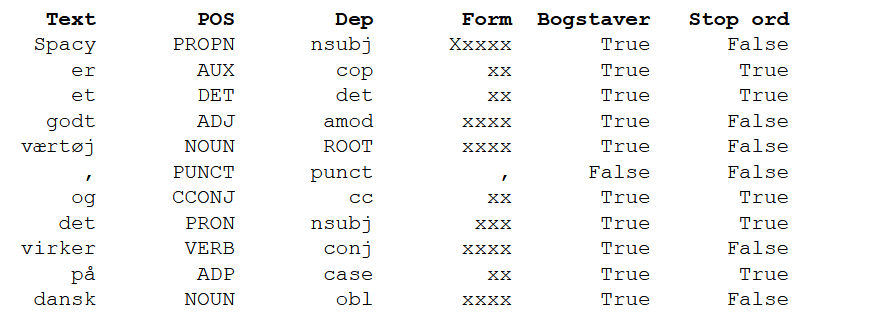 Text POS Dep Form Bogstaver Stop ord
Spacy PROPN nsubj Xxxxx True False
er AUX cop xx True True
et DET det xx True True
godt ADJ amod xxxx True False
værtøj NOUN ROOT xxxx True False
, PUNCT punct , False False
og CCONJ cc xx True True
det PRON nsubj xxx True True
virker VERB conj xxxx True False
på ADP case xx True True
dansk NOUN obl xxxx True False